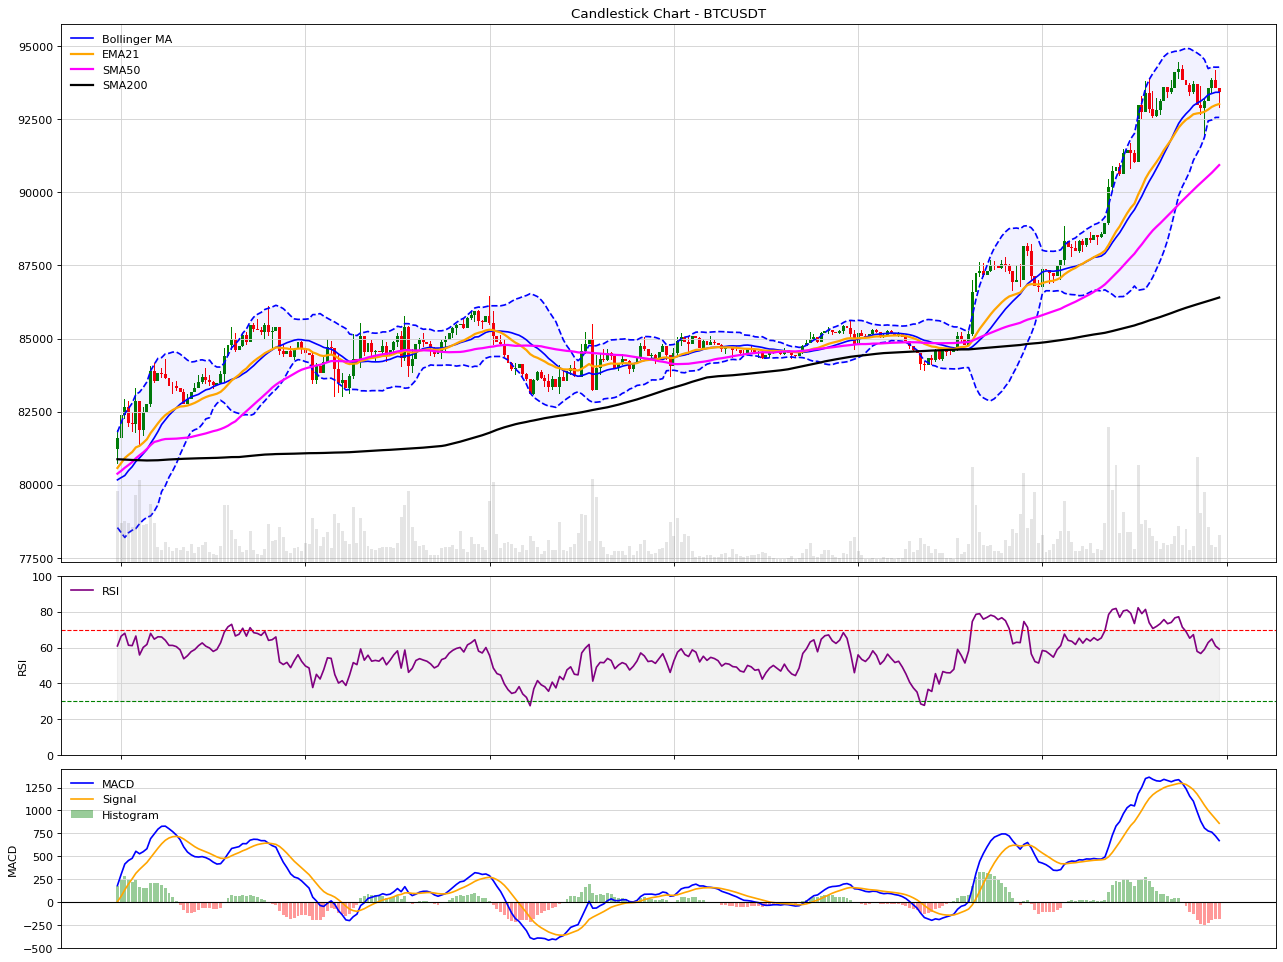 Candlestick Chart - BTCUSDT
Bollinger MA
EMA21
SMA50
SMA200
95000
92500
90000
87500
85000
82500
80000
77500
RSI
100
80
60
40
20
0
RSI
MACD
Signal
Histogram
1250
1000
750
500
250
0
−250
−500
MACD